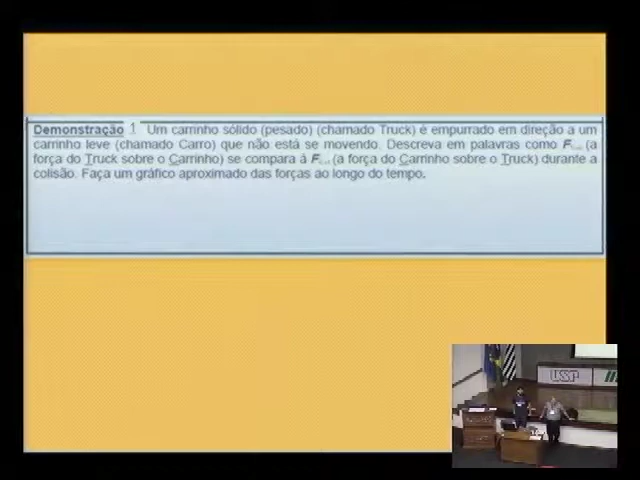 Demonstração 1 Um carrinho sólido (pesado) (chamado Truck) é empurrado em direção a um
carrinho leve (chamado Carro) que não está se movendo. Descreva em palavras como F (a
força do Truck sobre o Carrinho) se compara à F (a força do Carrinho sobre o Truck) durante a
colisão. Faça um gráfico aproximado das forças ao longo do tempo.
USP